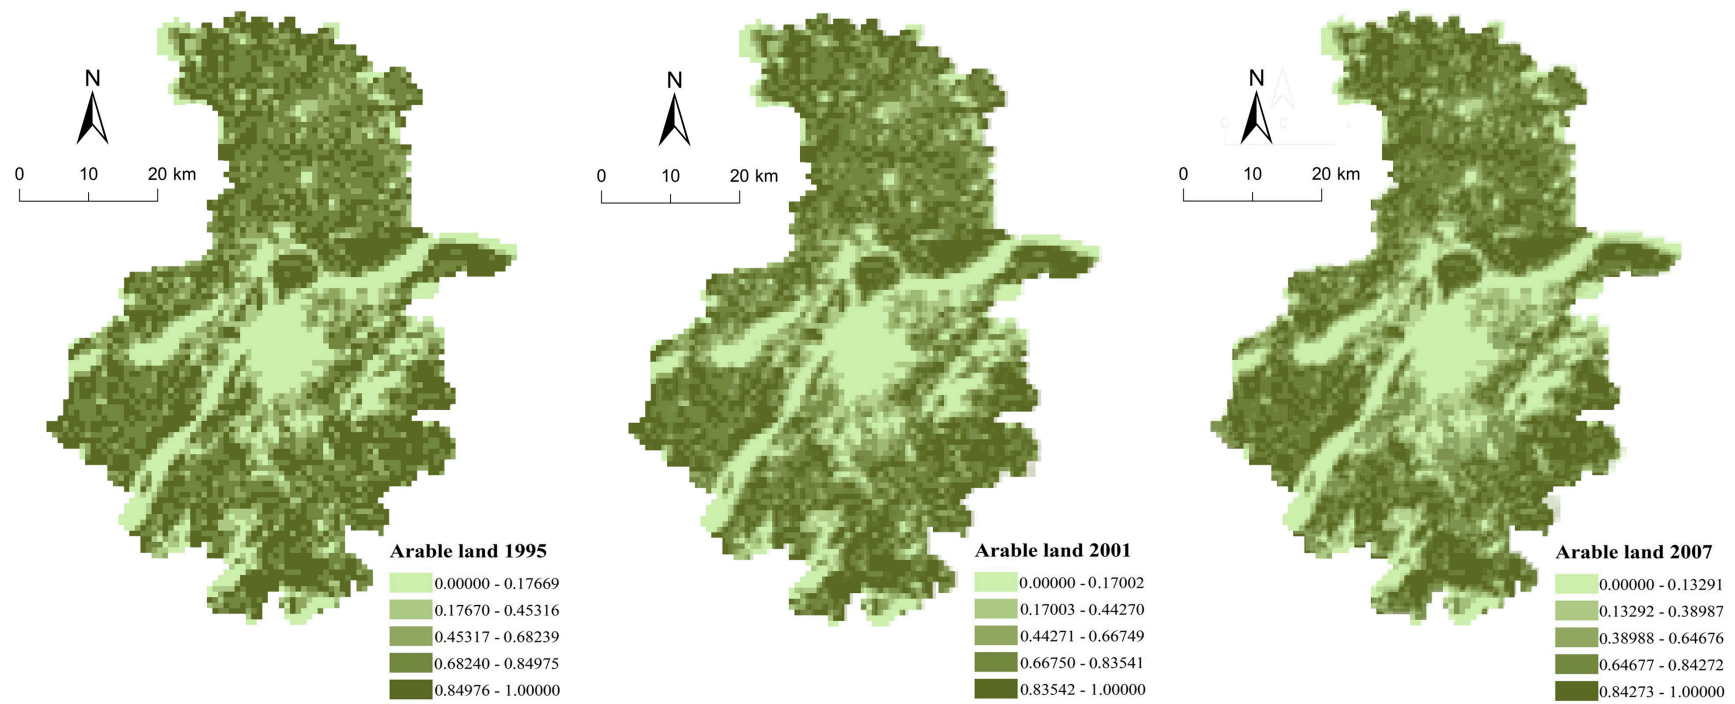 N
0 10 20 km
Arable land 1995
0.00000 - 0.17669
0.17670 - 0.45316
0.45317 - 0.68239
0.68240 - 0.84975
0.84976 - 1.00000
N
0 10 20 km
Arable land 2001
0.00000 - 0.17002
0.17003 - 0.44270
0.44271 - 0.66749
0.66750 - 0.83541
0.83542 - 1.00000
N
0 0
0 10 20 km
Arable land 2007
0.00000 - 0.13291
0.13292 - 0.38987
0.38988 - 0.64676
0.64677 - 0.84272
0.84273 - 1.00000